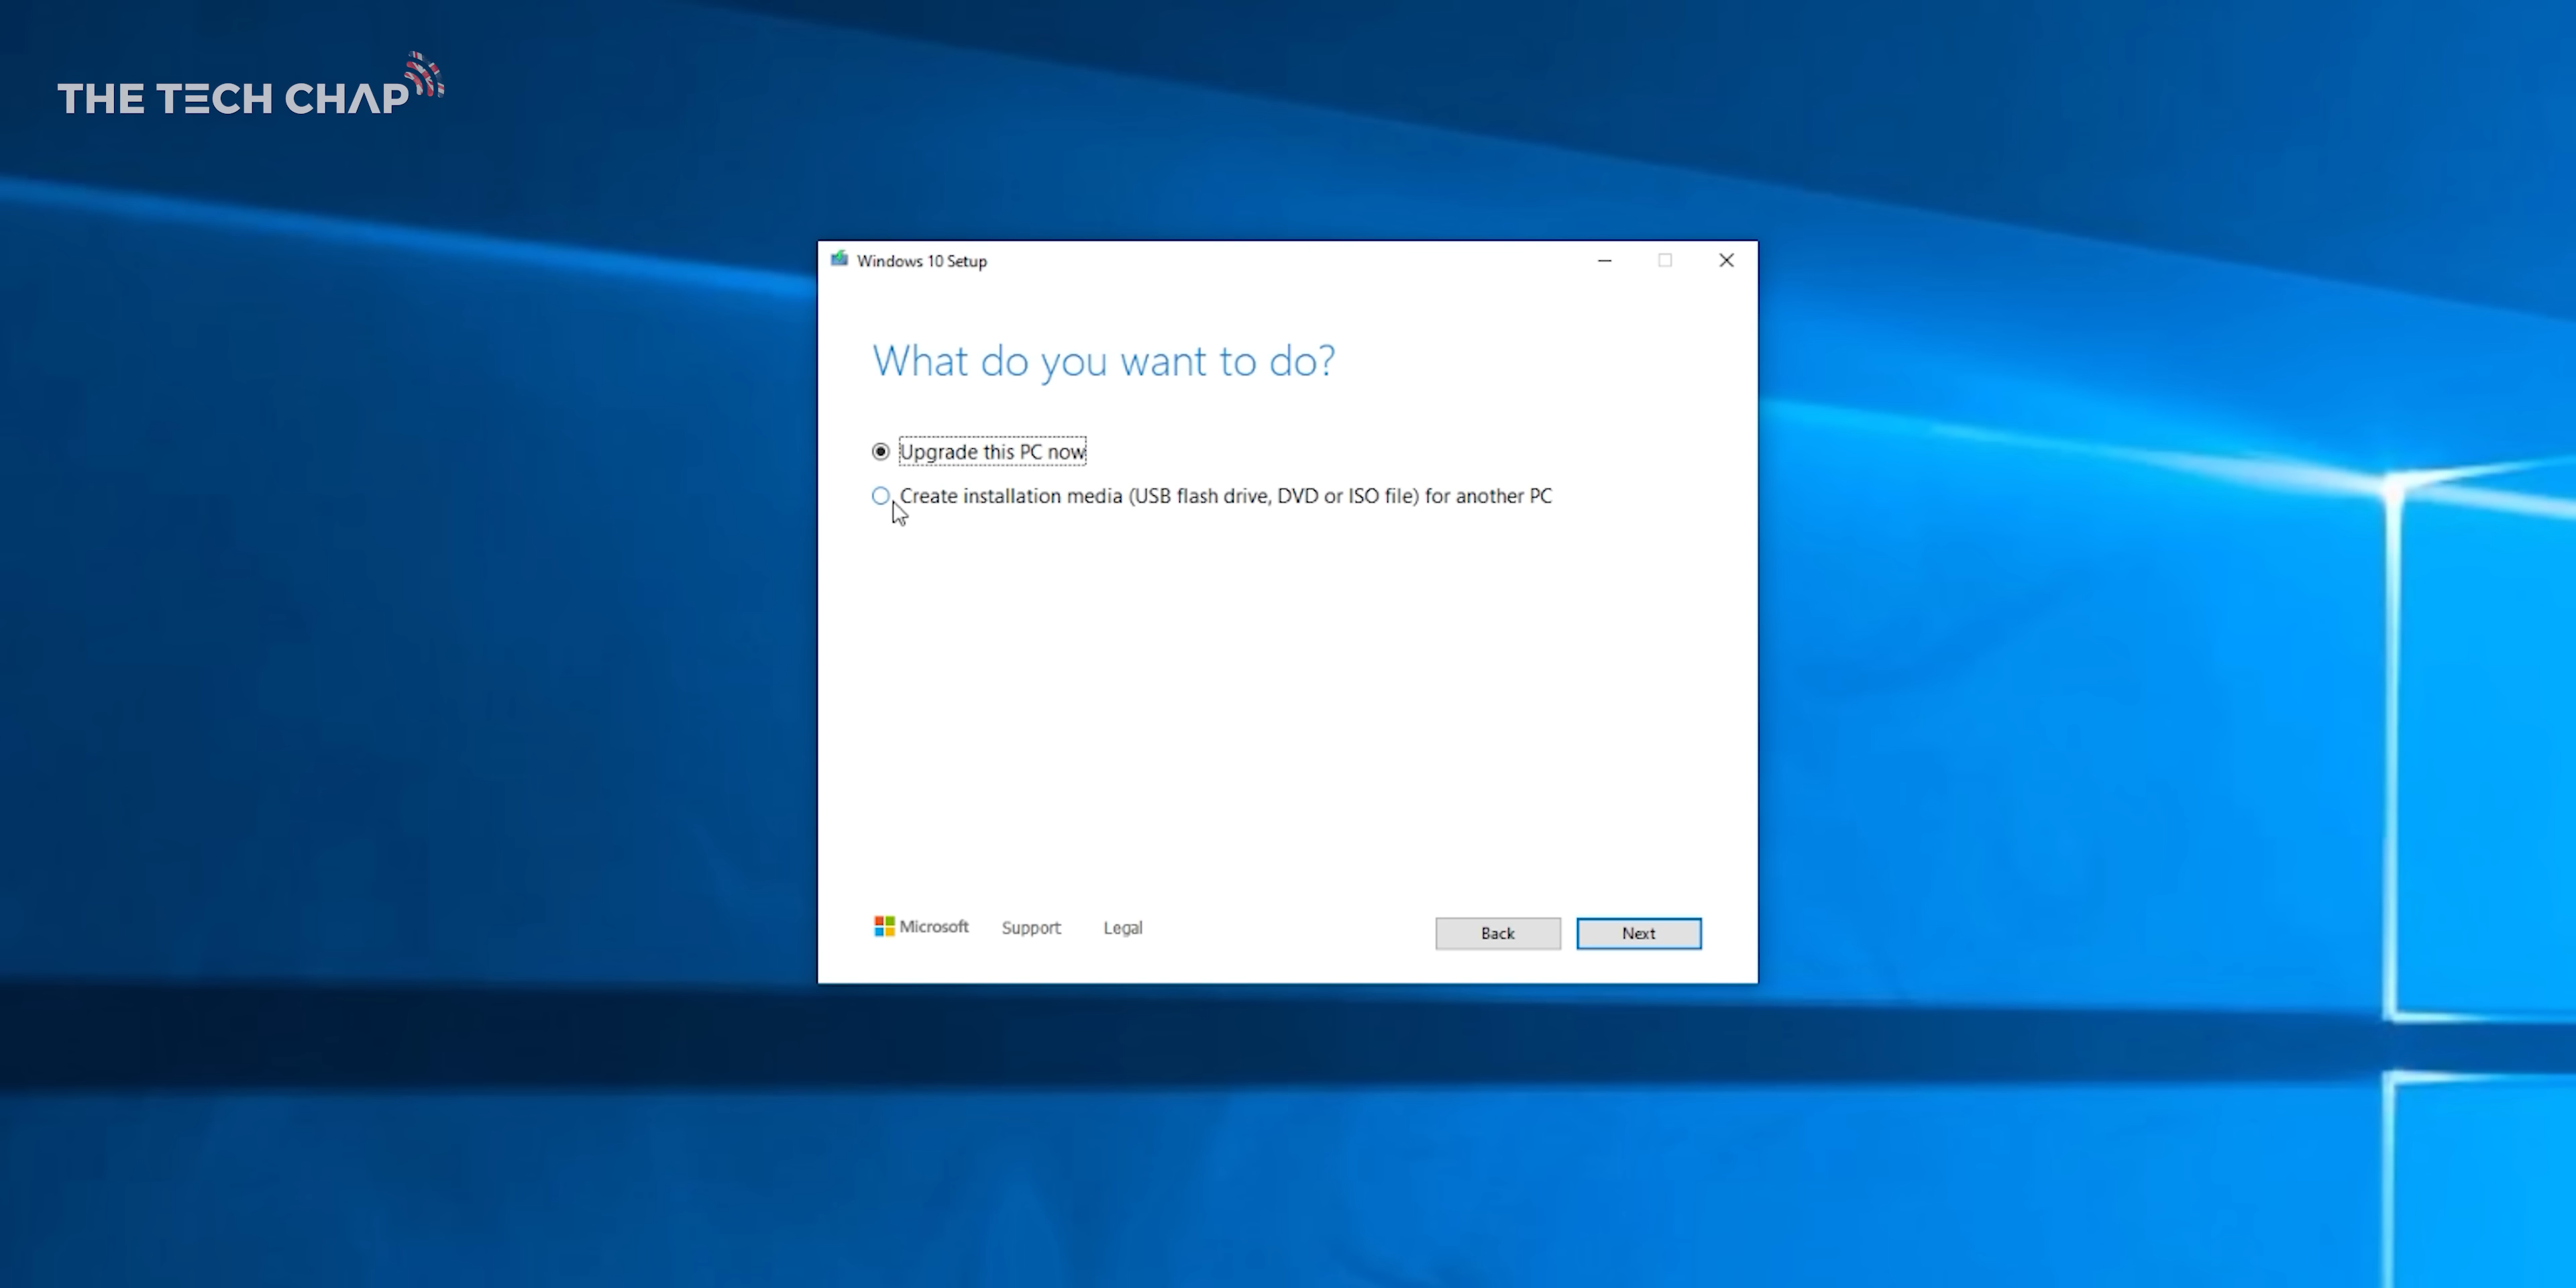 THE TECH CHAP
Windows 10 Setup
What do you want to do?
Upgrade this PC now
Create installation media (USB flash drive, DVD or ISO file) for another PC
Microsoft Support Legal Back Next